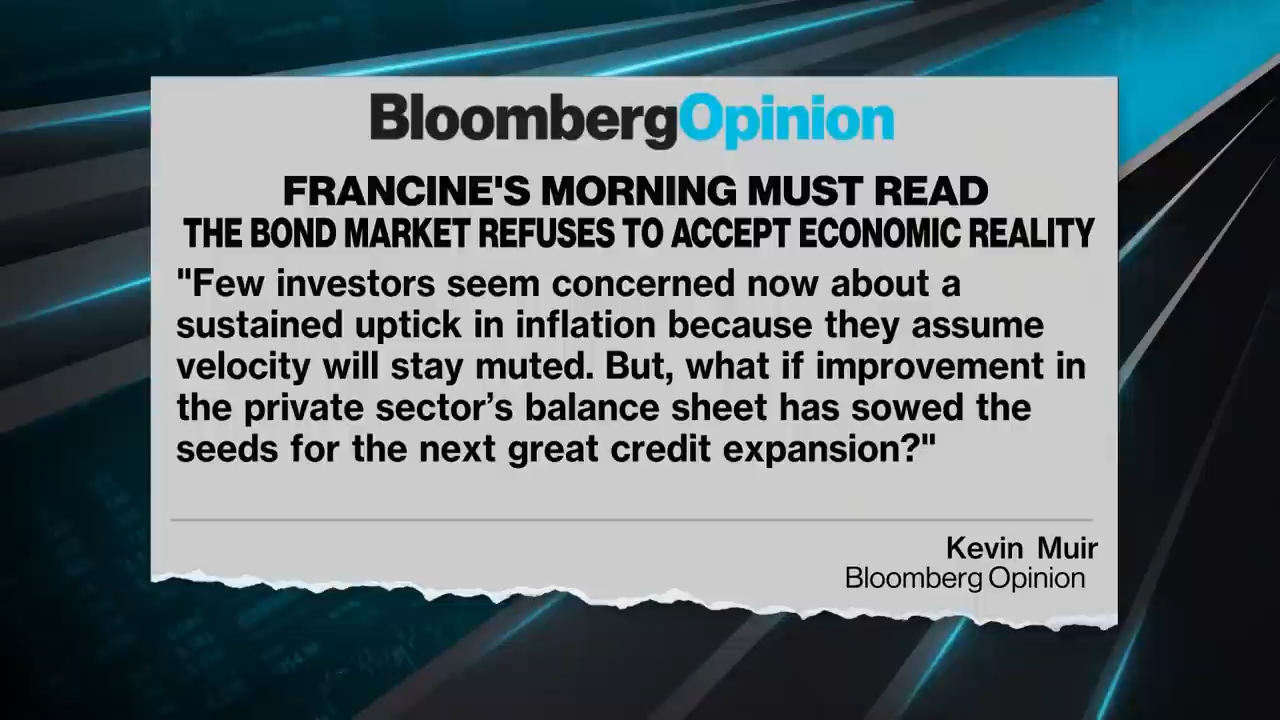 BloombergOpinion
FRANCINE'S MORNING MUST READ
THE BOND MARKET REFUSES TO ACCEPT ECONOMIC REALITY
"Few investors seem concerned now about a
sustained uptick in inflation because they assume
velocity will stay muted. But, what if improvement in
the private sector’s balance sheet has sowed the
seeds for the next great credit expansion?"
Kevin Muir
Bloomberg Opinion